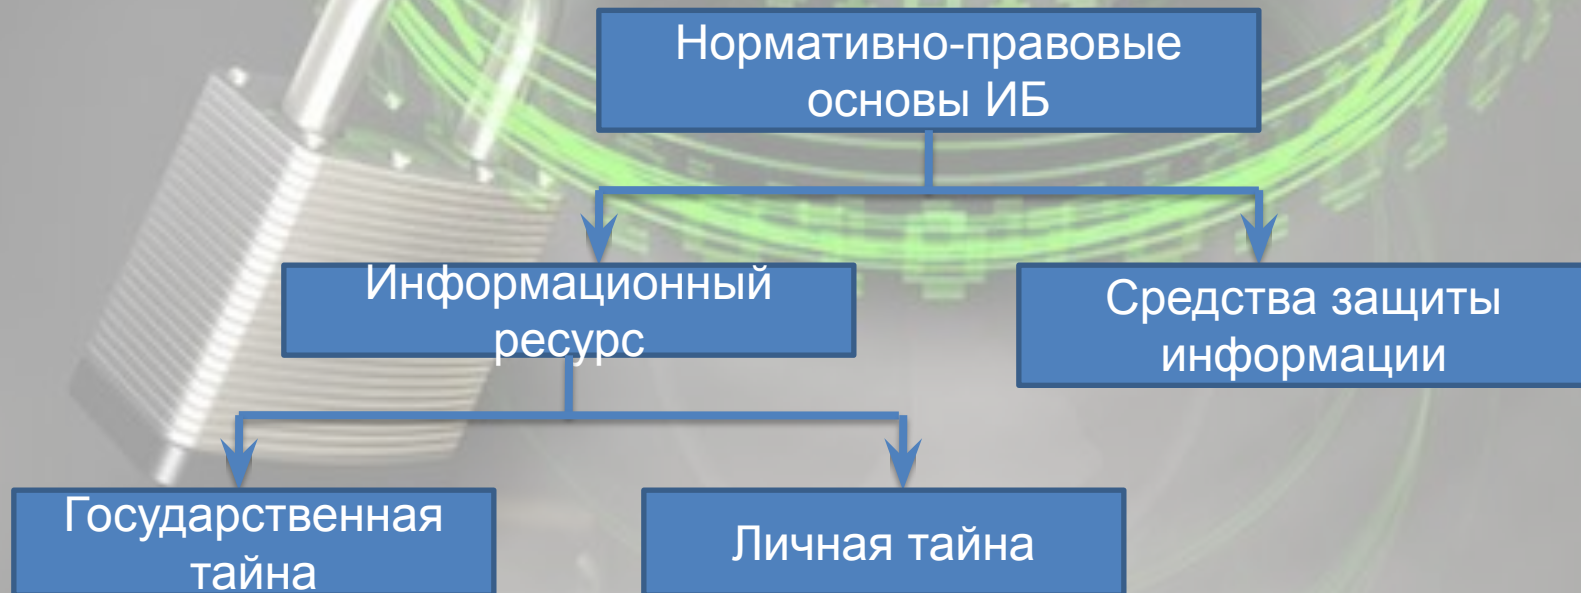 Нормативно-правовые
основы ИБ
Информационный
ресурс
Средства защиты
информации
Государственная
тайна
Личная тайна